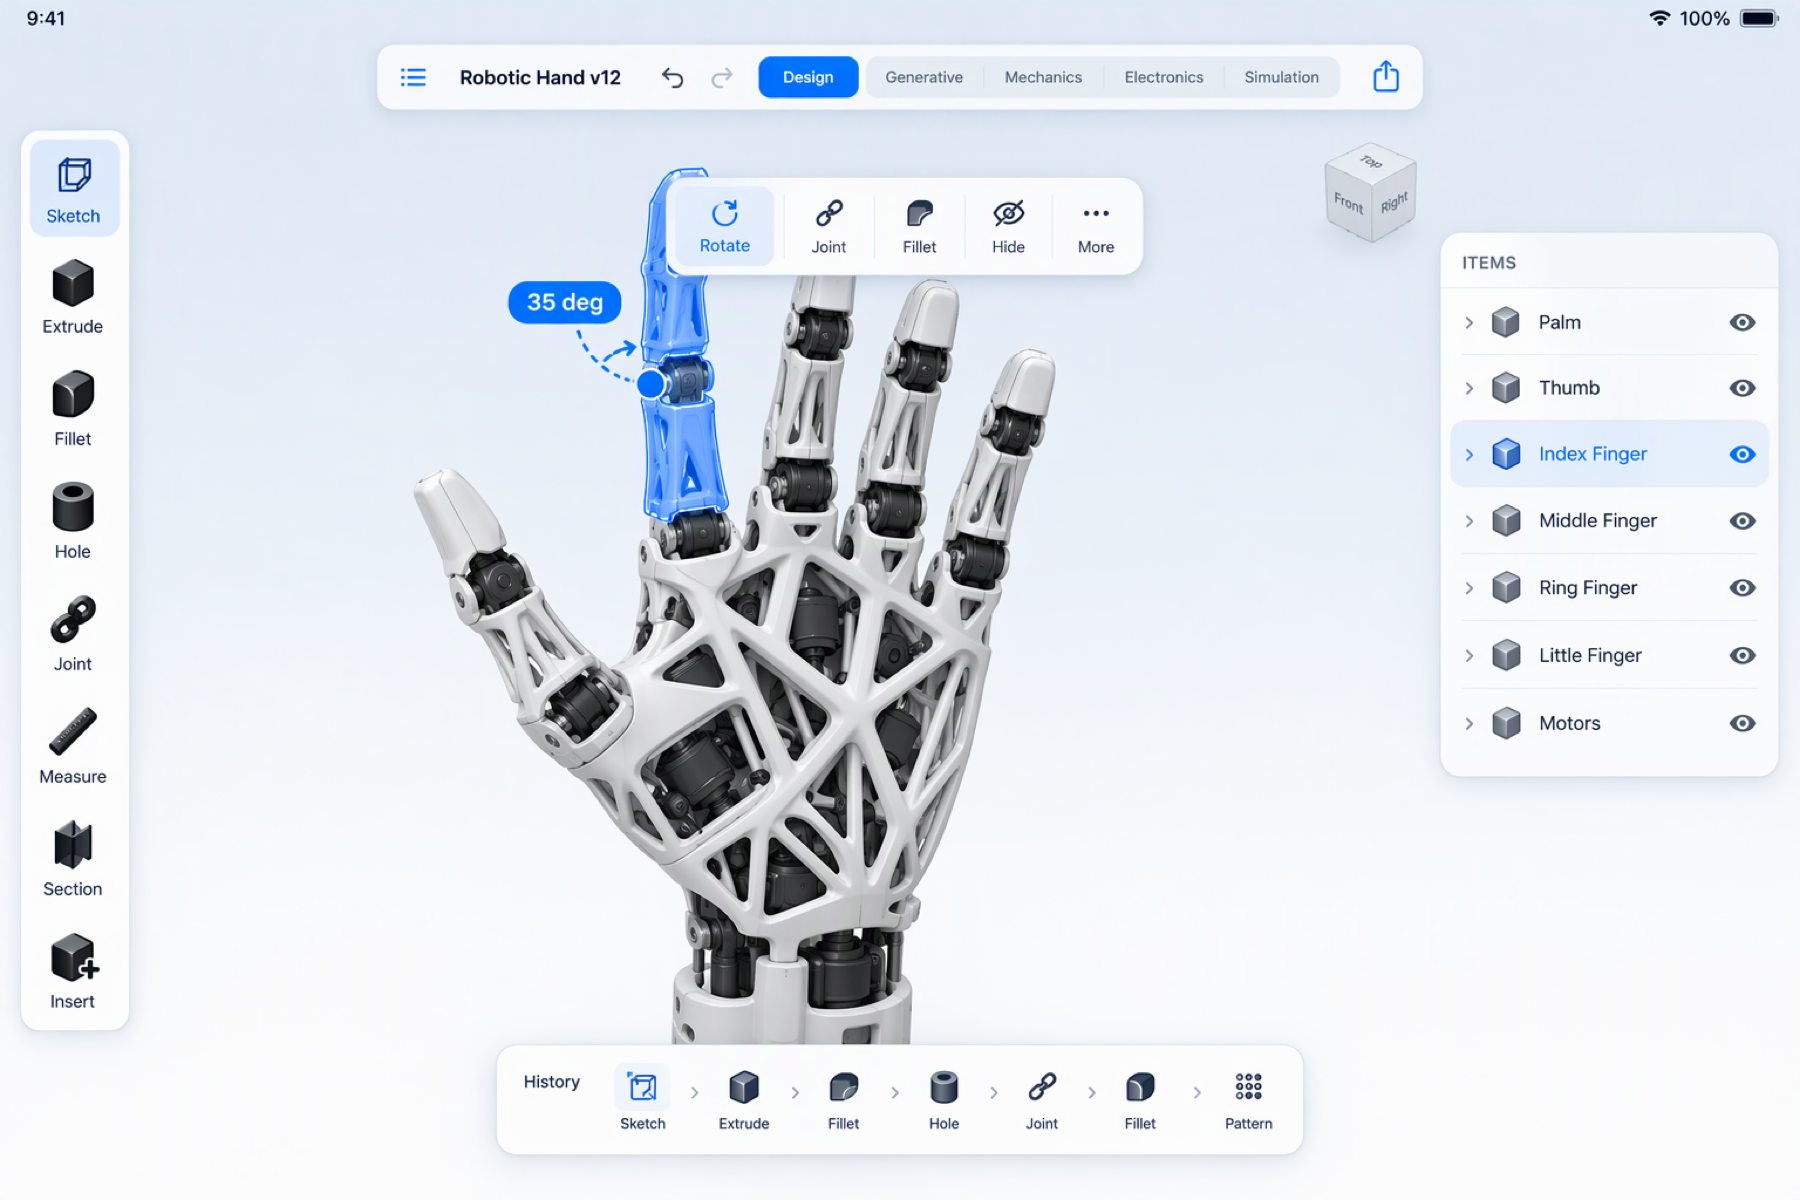 9:41
100%
Robotic Hand v12
Design
Generative
Mechanics
Electronics
Simulation
Sketch
Extrude
Fillet
Hole
Joint
Measure
Section
Insert
Rotate
Joint
Fillet
Hide
More
35 deg
Top
Front
Right
ITEMS
Palm
Thumb
Index Finger
Middle Finger
Ring Finger
Little Finger
Motors
History
Sketch
Extrude
Fillet
Hole
Joint
Fillet
Pattern